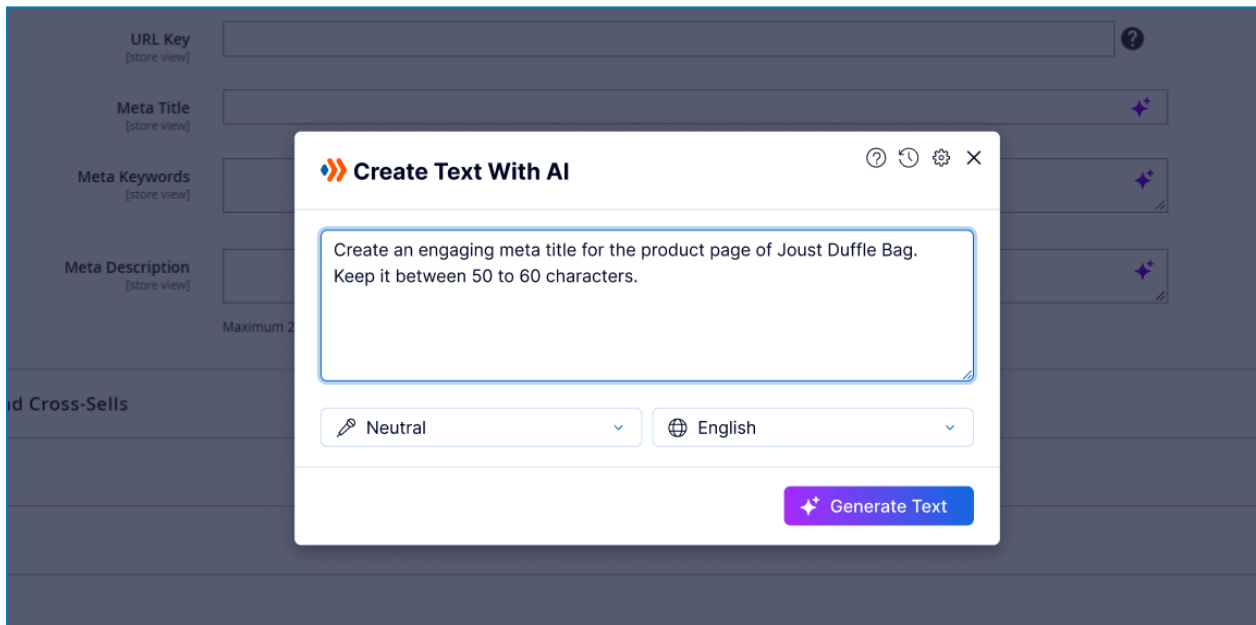 URL Key
[store view]
Meta Title
[store view]
Meta Keywords
[store view]
Meta Description
[store view]
Maximum 2
nd Cross-Sells
Create Text With AI
Create an engaging meta title for the product page of Joust Duffle Bag.
Keep it between 50 to 60 characters.
Neutral
English
Generate Text